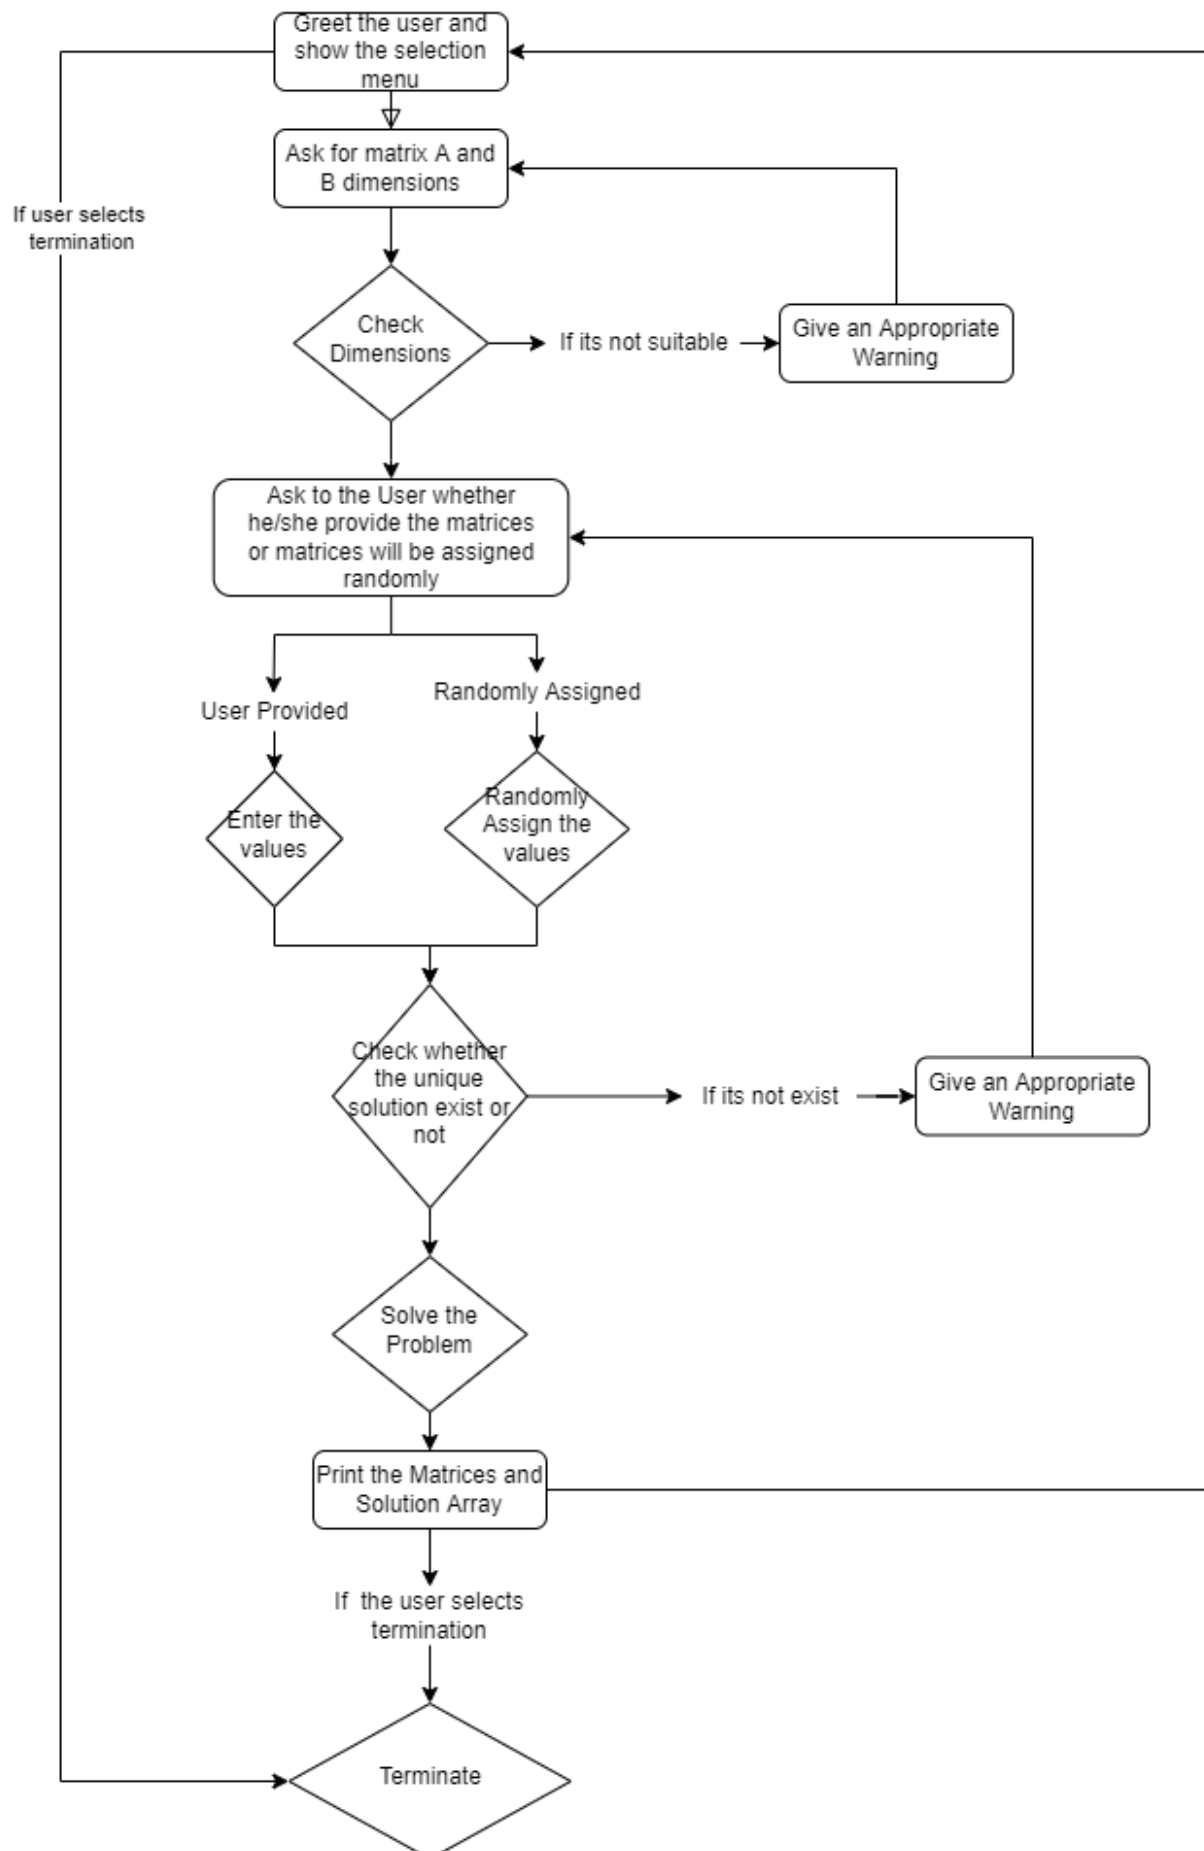 Greet the user and
show the selection
menu
Ask for matrix A and
B dimensions
If user selects
termination
Check
Dimensions
If its not suitable
Give an Appropriate
Warning
Ask to the User whether
he/she provide the matrices
or matrices will be assigned
randomly
User Provided
Randomly Assigned
Enter the
values
Randomly
Assign the
values
Check whether
the unique
solution exist or
not
If its not exist
Give an Appropriate
Warning
Solve the
Problem
Print the Matrices and
Solution Array
If the user selects
termination
Terminate